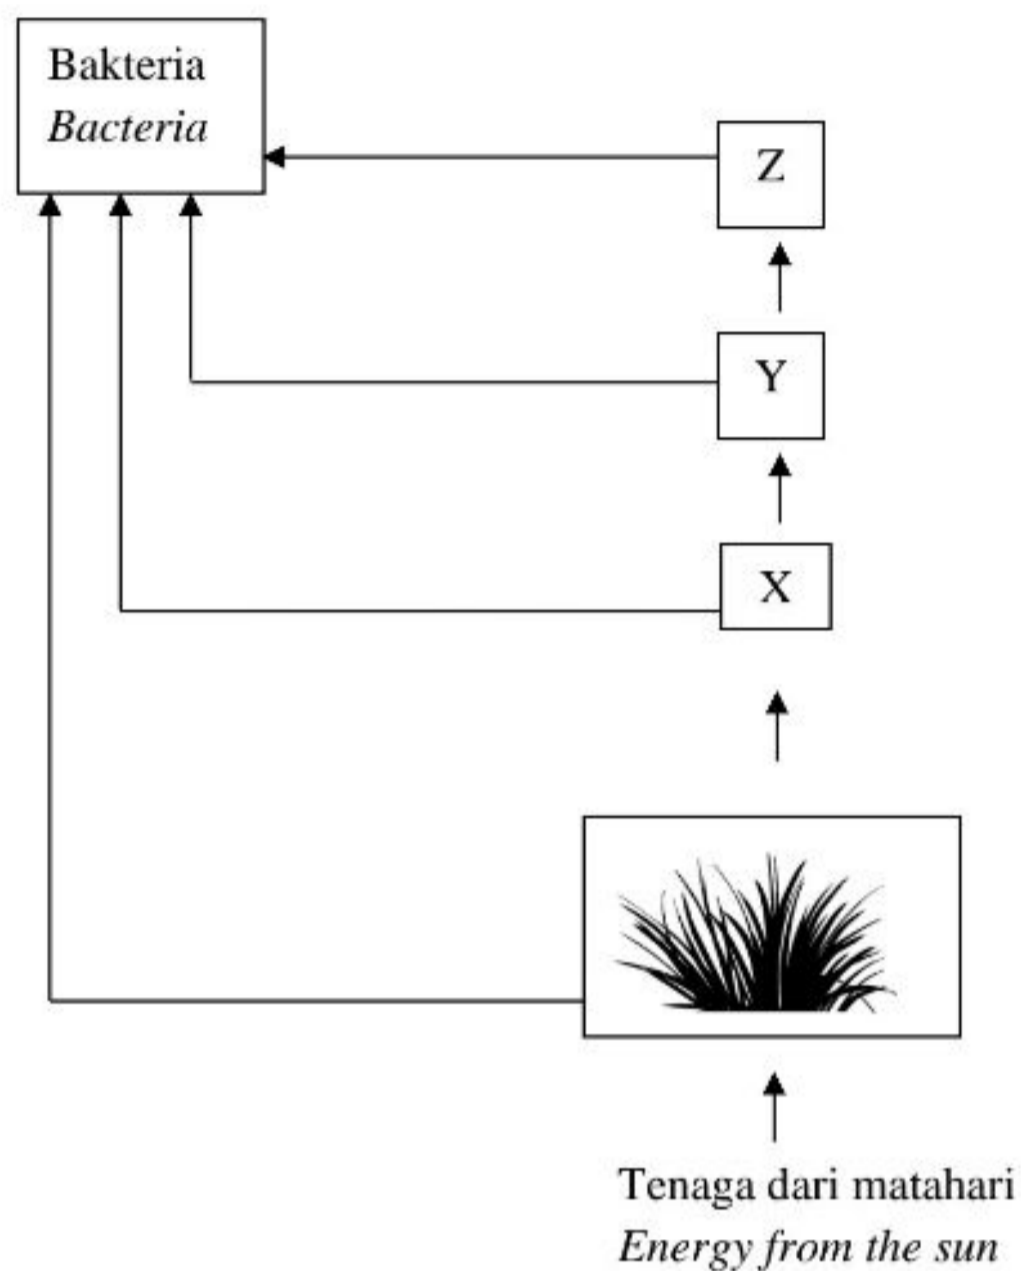 Bakteria
Bacteria
Z
Y
X
Tenaga dari matahari
Energy from the sun